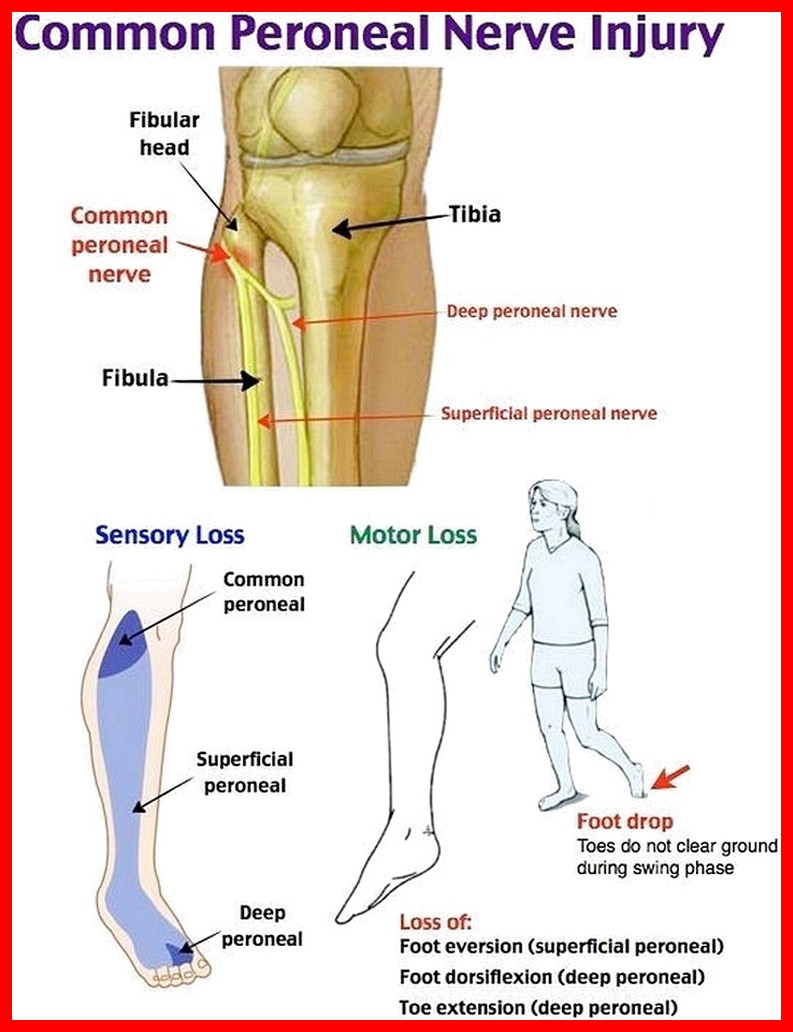 Common Peroneal Nerve Injury
Fibular
head
Common
peroneal
nerve
Tibia
Deep peroneal nerve
Fibula
Superficial peroneal nerve
Sensory Loss
Common
peroneal
Superficial
peroneal
Deep
peroneal
Motor Loss
Foot drop
Toes do not clear ground
during swing phase
Loss of:
Foot eversion (superficial peroneal)
Foot dorsiflexion (deep peroneal)
Toe extension (deep peroneal)